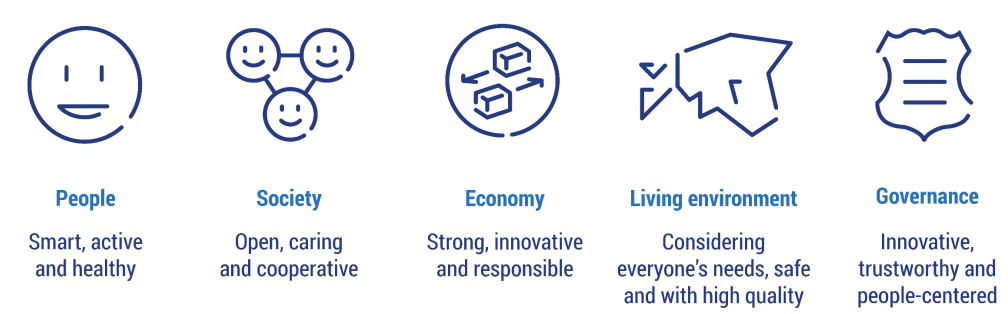 People
Smart, active
and healthy
Society
Open, caring
and cooperative
Economy
Strong, innovative
and responsible
Living environment
Considering
everyone's needs, safe
and with high quality
Governance
Innovative,
trustworthy and
people-centered